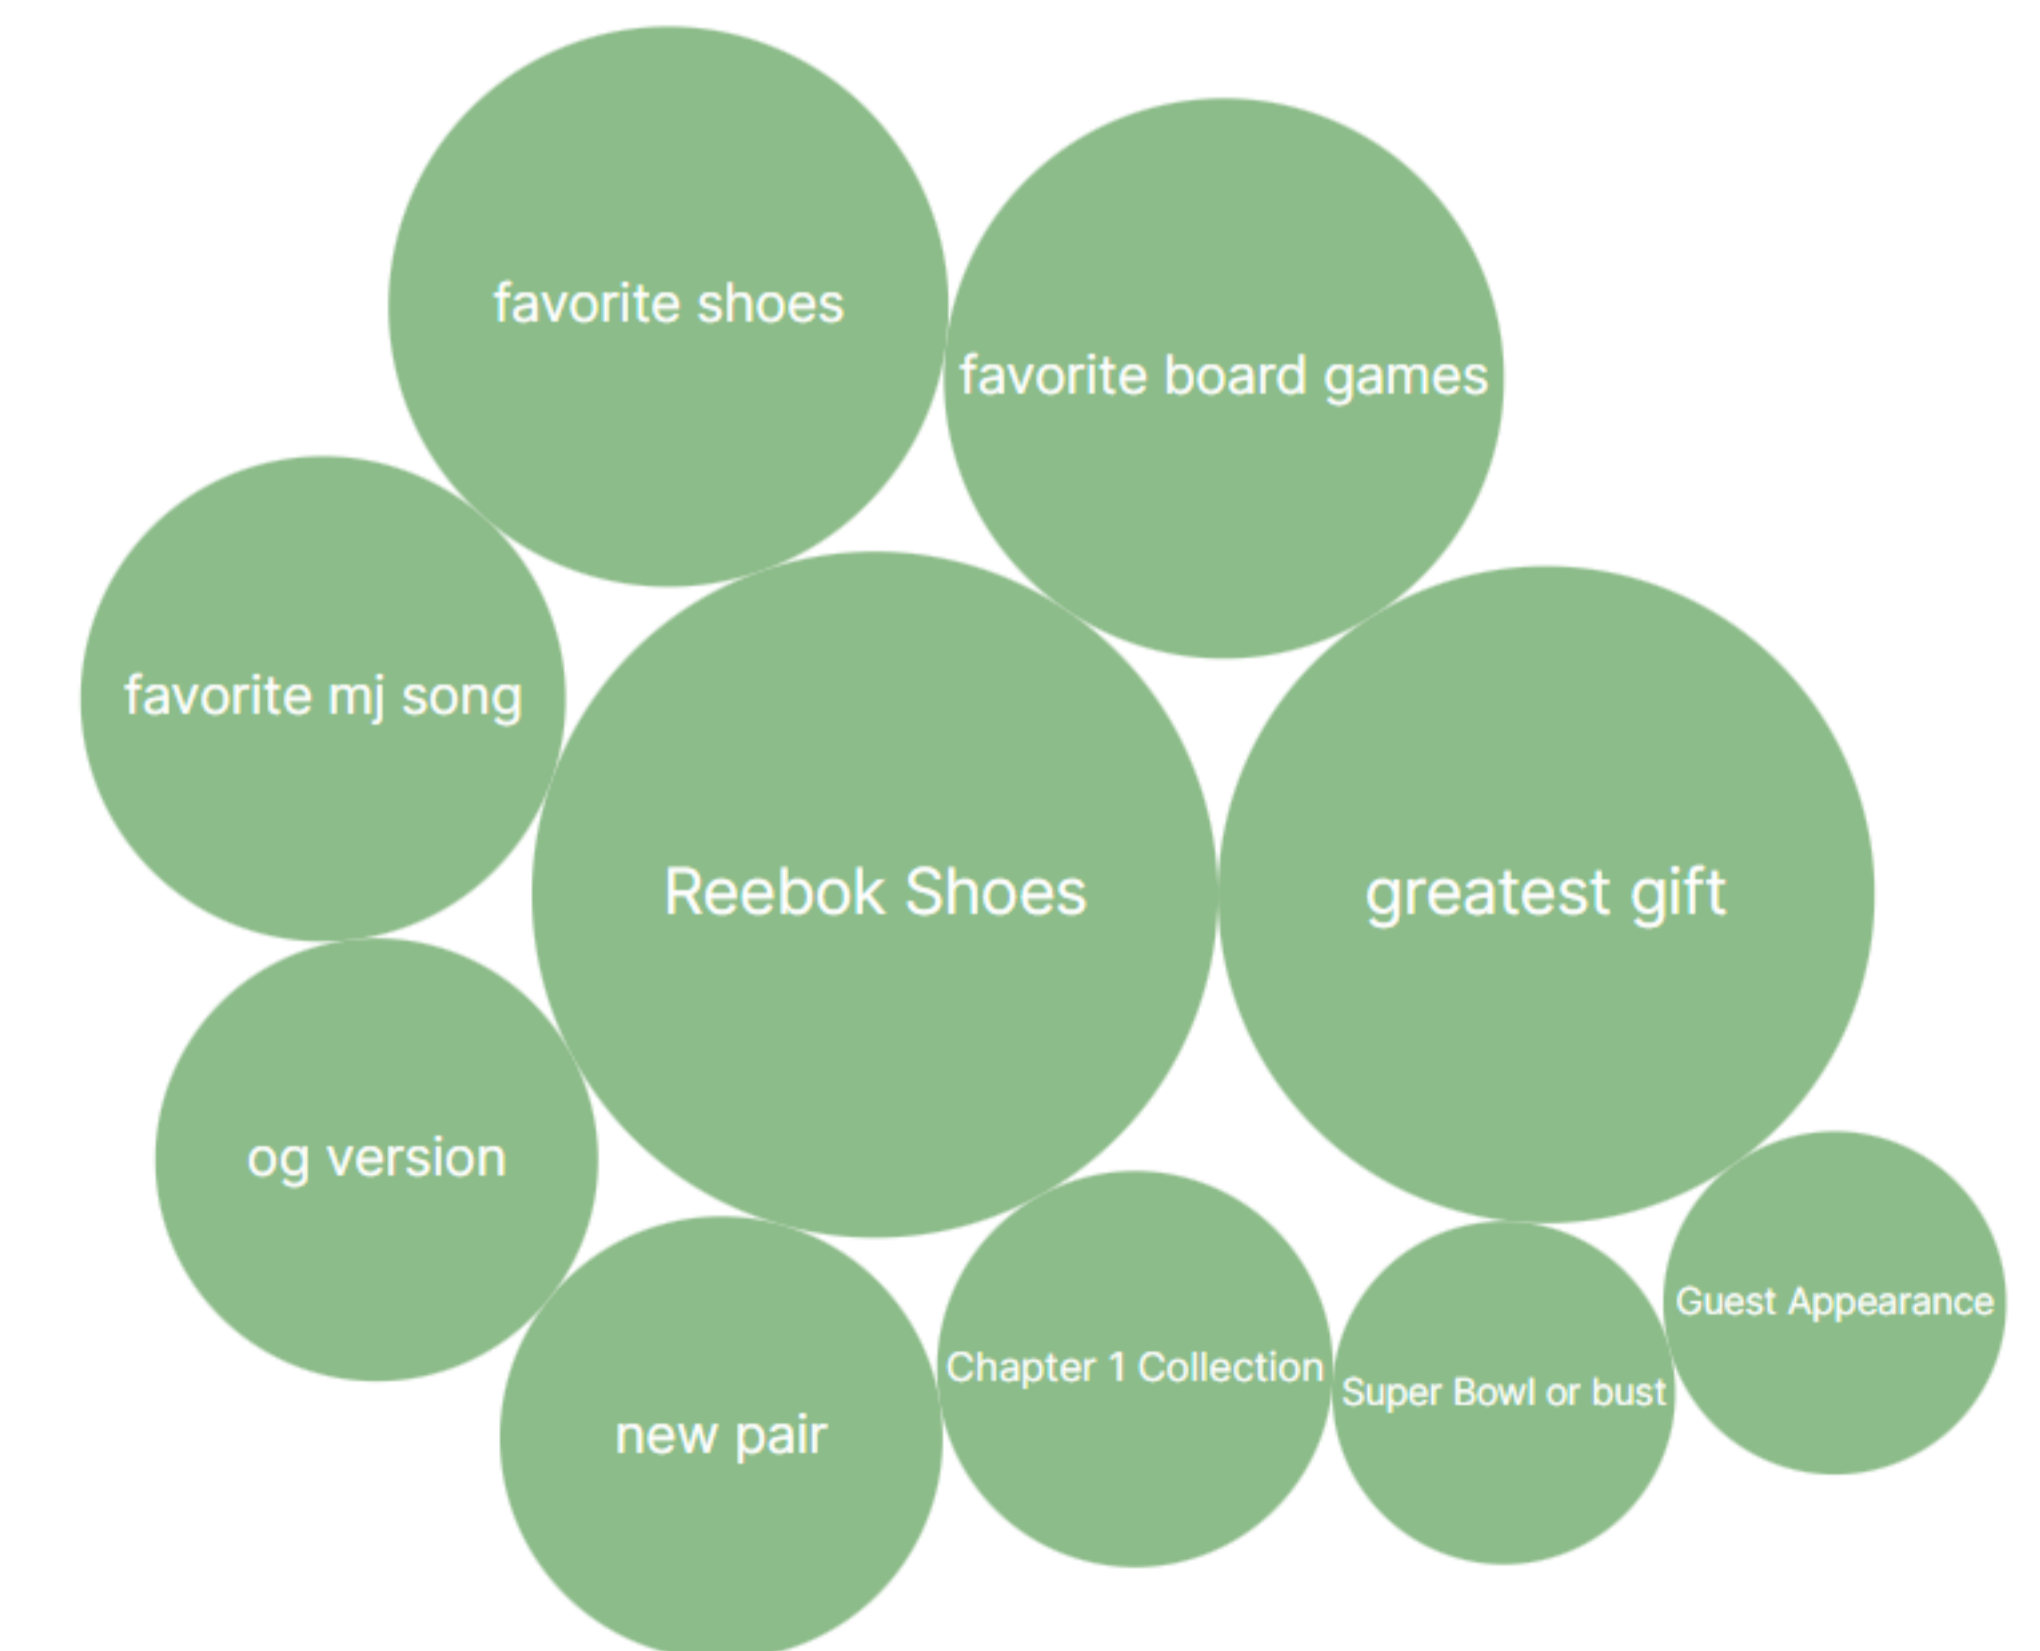 favorite shoes
favorite board games
favorite mj song
Reebok Shoes
greatest gift
og version
Guest Appearance
Chapter 1 Collection
Super Bowl or bust
new pair